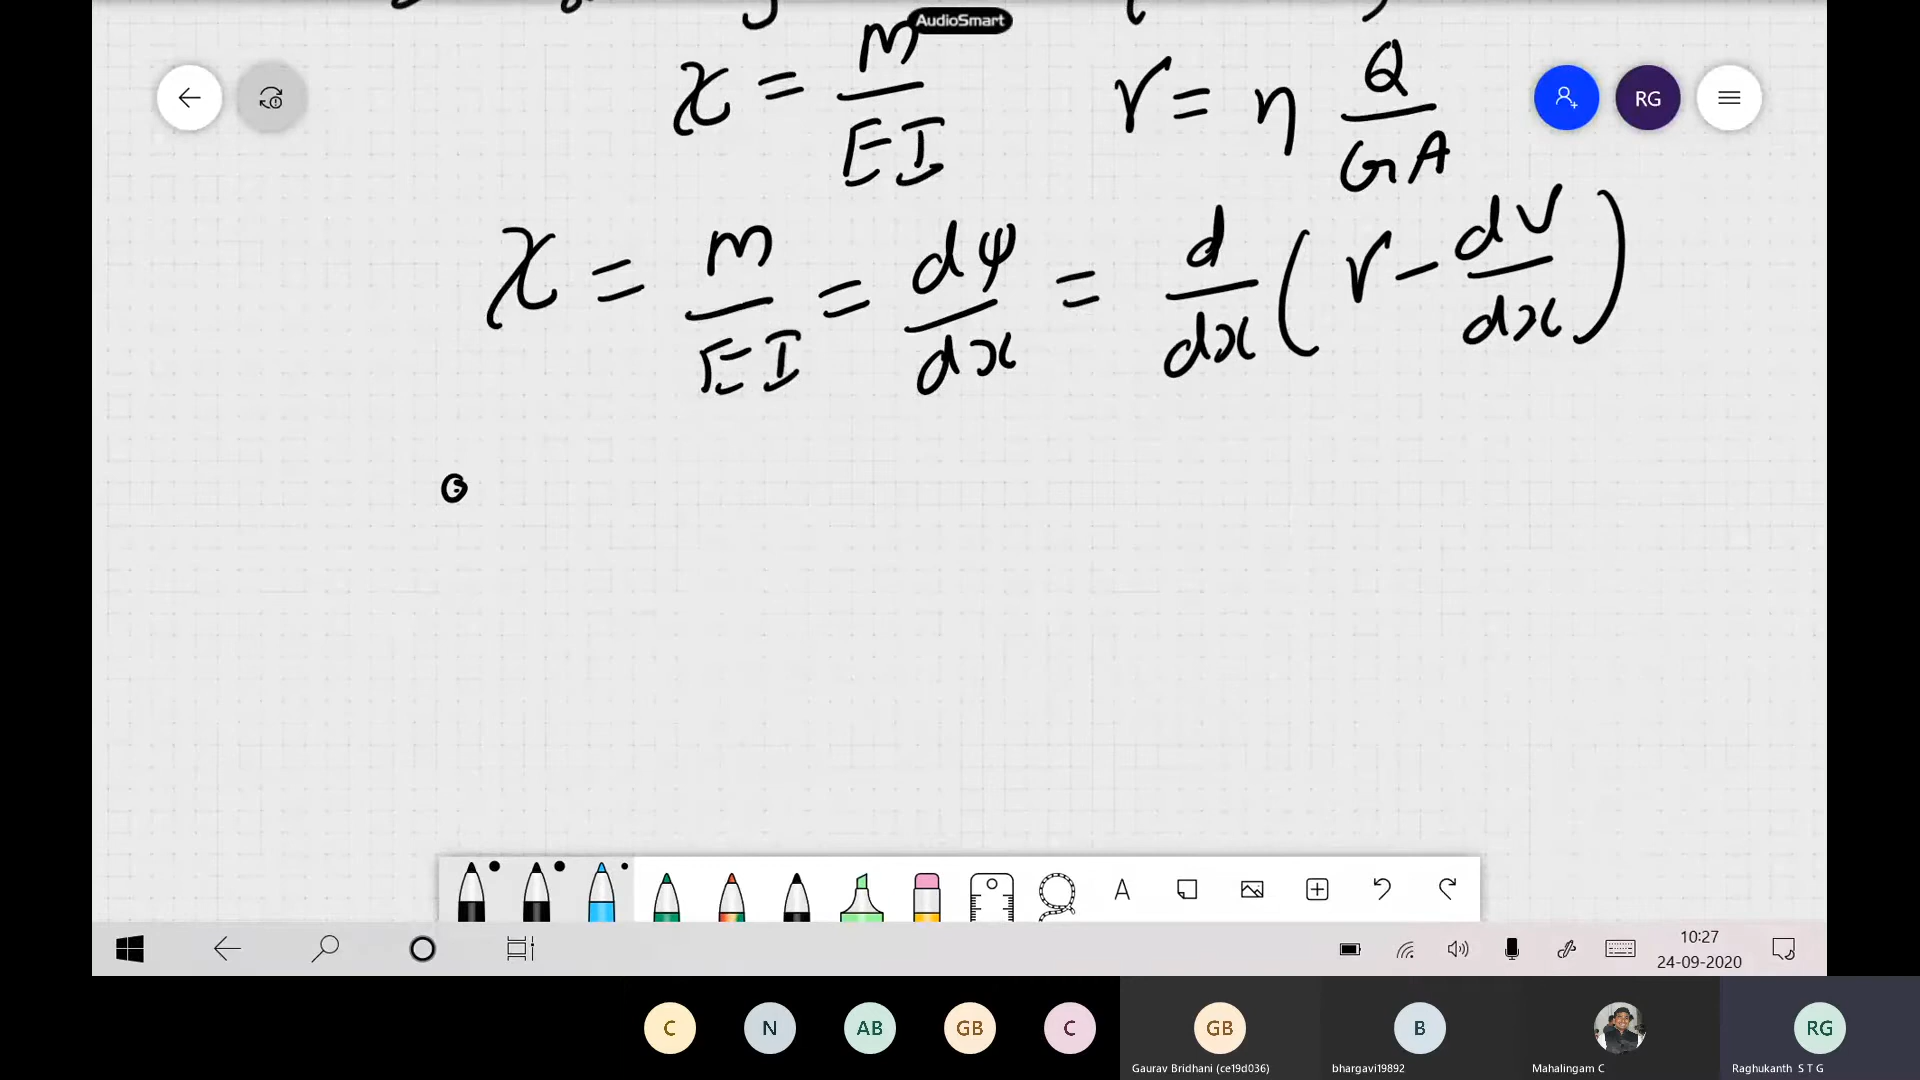 AudioSmart
χ = m/EI    γ = η Q/GA
RG
χ = m/EI = dψ/dx = d/dx (γ - dv/dx)
A
10:27
24-09-2020
C N AB GB C GB B RG
Gaurav Bridhani (ce19d036) bhargavi19892 Mahalingam C Raghukanth S T G